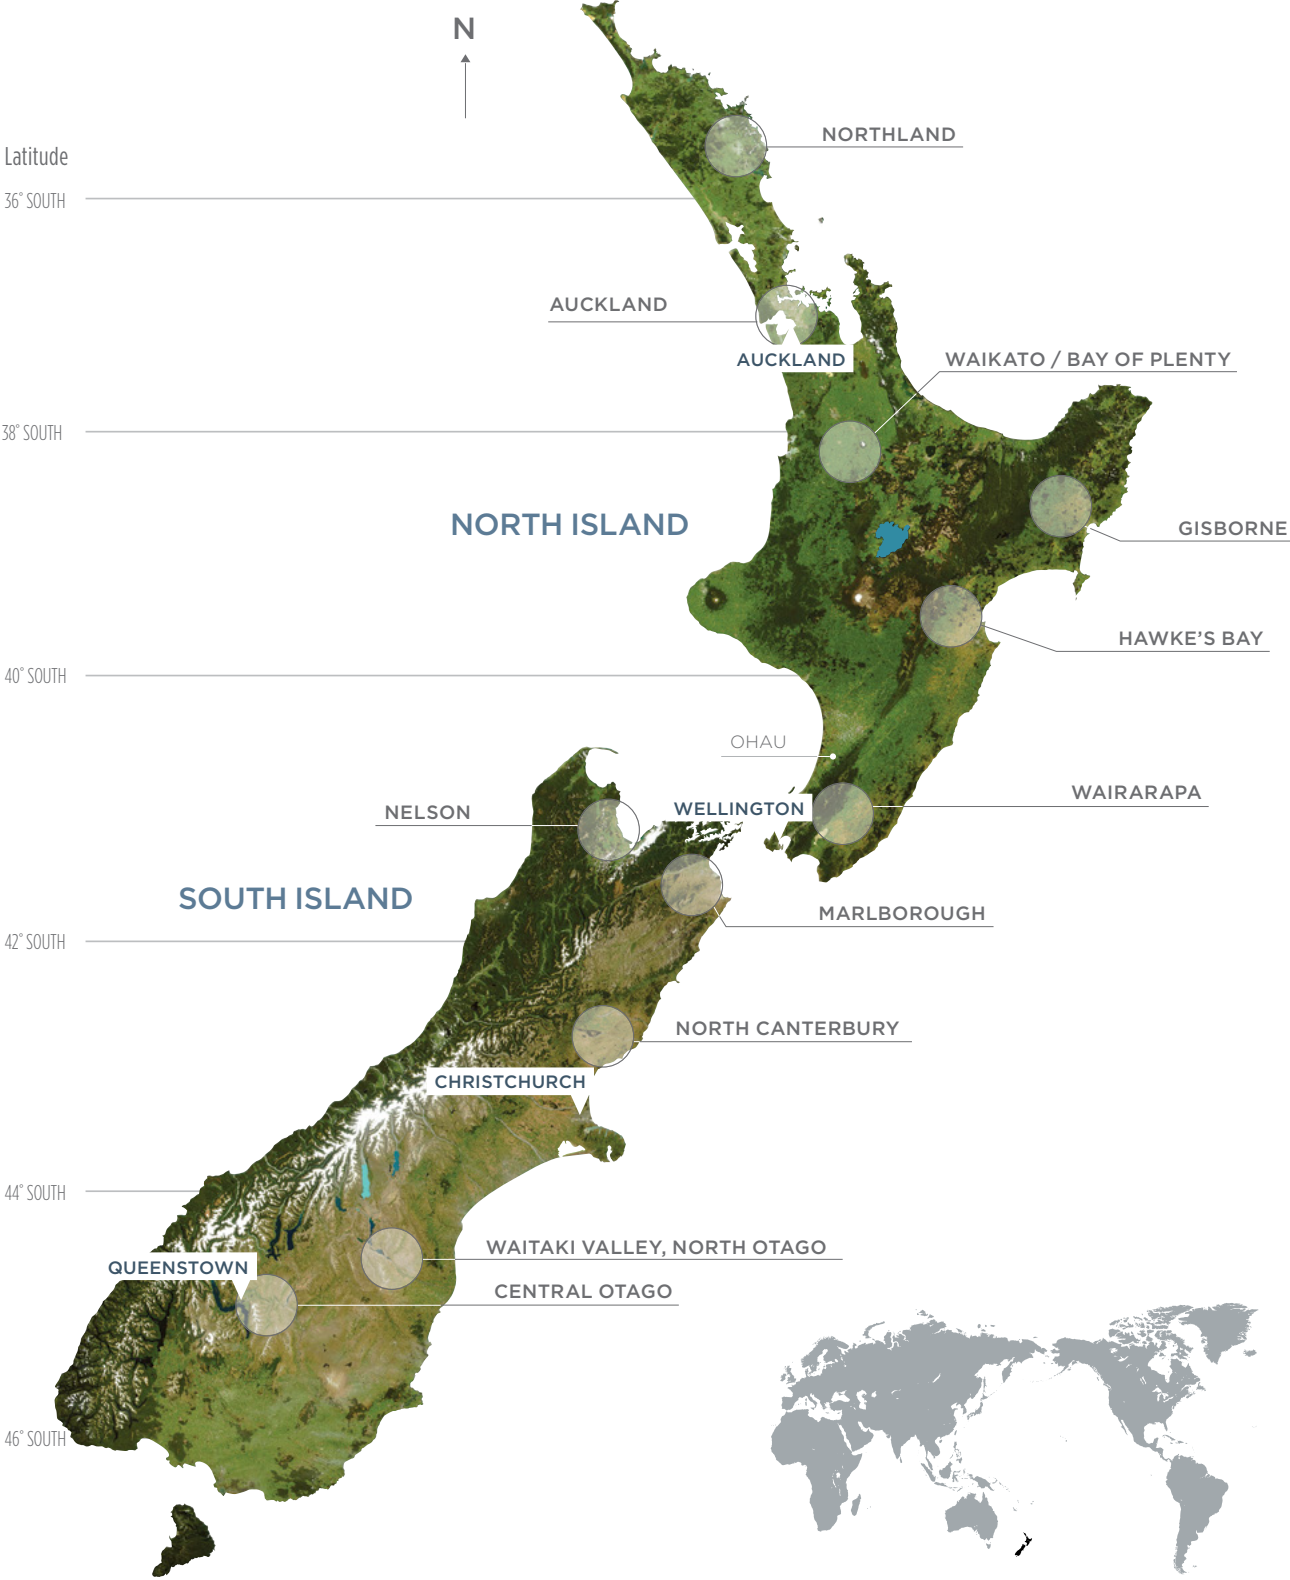 N
NORTHLAND
Latitude
36° SOUTH
AUCKLAND
AUCKLAND
WAIKATO / BAY OF PLENTY
38° SOUTH
NORTH ISLAND
GISBORNE
HAWKE'S BAY
40° SOUTH
OHAU
WAIRARAPA
NELSON
WELLINGTON
SOUTH ISLAND
MARLBOROUGH
42° SOUTH
NORTH CANTERBURY
CHRISTCHURCH
44° SOUTH
WAITAKI VALLEY, NORTH OTAGO
QUEENSTOWN
CENTRAL OTAGO
46° SOUTH